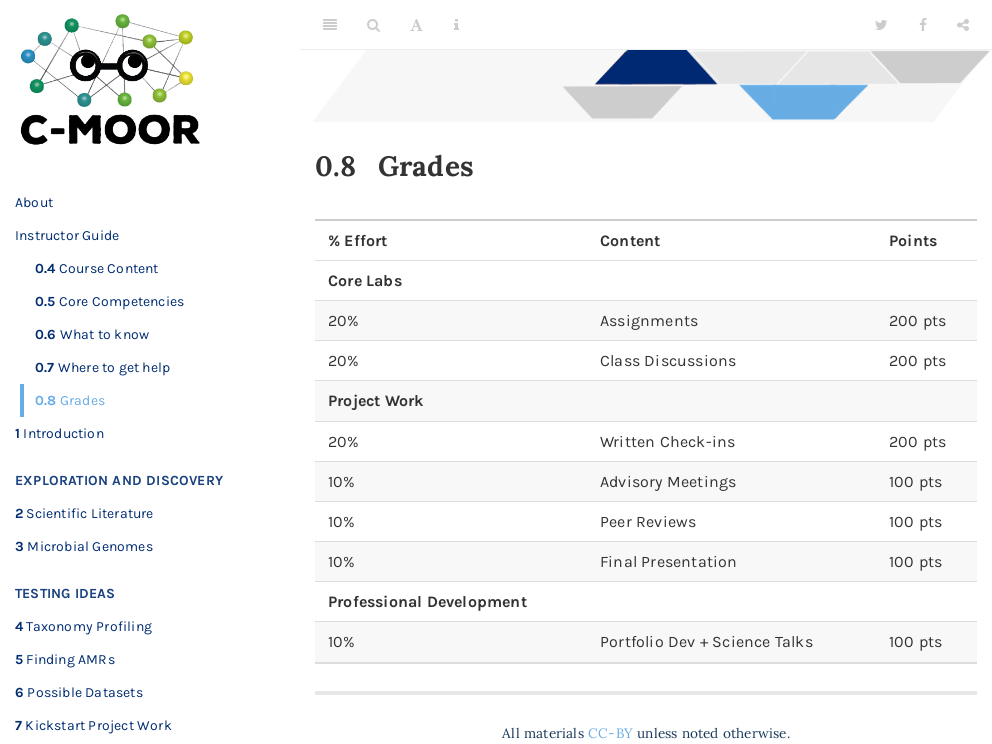 C-MOOR
About
Instructor Guide
0.4 Course Content
0.5 Core Competencies
0.6 What to know
0.7 Where to get help
0.8 Grades
1 Introduction
EXPLORATION AND DISCOVERY
2 Scientific Literature
3 Microbial Genomes
TESTING IDEAS
4 Taxonomy Profiling
5 Finding AMRs
6 Possible Datasets
7 Kickstart Project Work
0.8 Grades
% Effort Content Points
Core Labs
20% Assignments 200 pts
20% Class Discussions 200 pts
Project Work
20% Written Check-ins 200 pts
10% Advisory Meetings 100 pts
10% Peer Reviews 100 pts
10% Final Presentation 100 pts
Professional Development
10% Portfolio Dev + Science Talks 100 pts
All materials CC-BY unless noted otherwise.